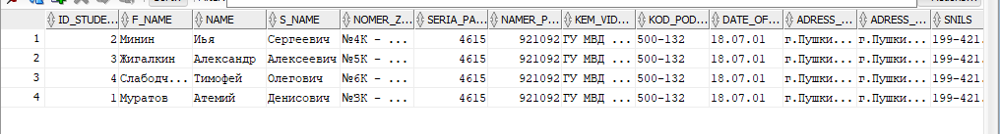 ID_STUDE... F_NAME NAME S_NAME NOMER_Z... SERIA_PA... NAMER_P... KEM_VID... KOD_POD... DATE_OF... ADRESS_... ADRESS_... SNILS
1 2 Минин Иья Сергеевич №4К - ... 4615 921092 ГУ МВД ... 500-132 18.07.01 г.Пушки... г.Пушки... 199-421.
2 3 Жигалкин Александр Алексеевич №5К - ... 4615 921092 ГУ МВД ... 500-132 18.07.01 г.Пушки... г.Пушки... 199-421.
3 4 Слабодч... Тимофей Олегович №6К - ... 4615 921092 ГУ МВД ... 500-132 18.07.01 г.Пушки... г.Пушки... 199-421.
4 1 Муратов Атемий Денисович №3К - ... 4615 921092 ГУ МВД ... 500-132 18.07.01 г.Пушки... г.Пушки... 199-421.